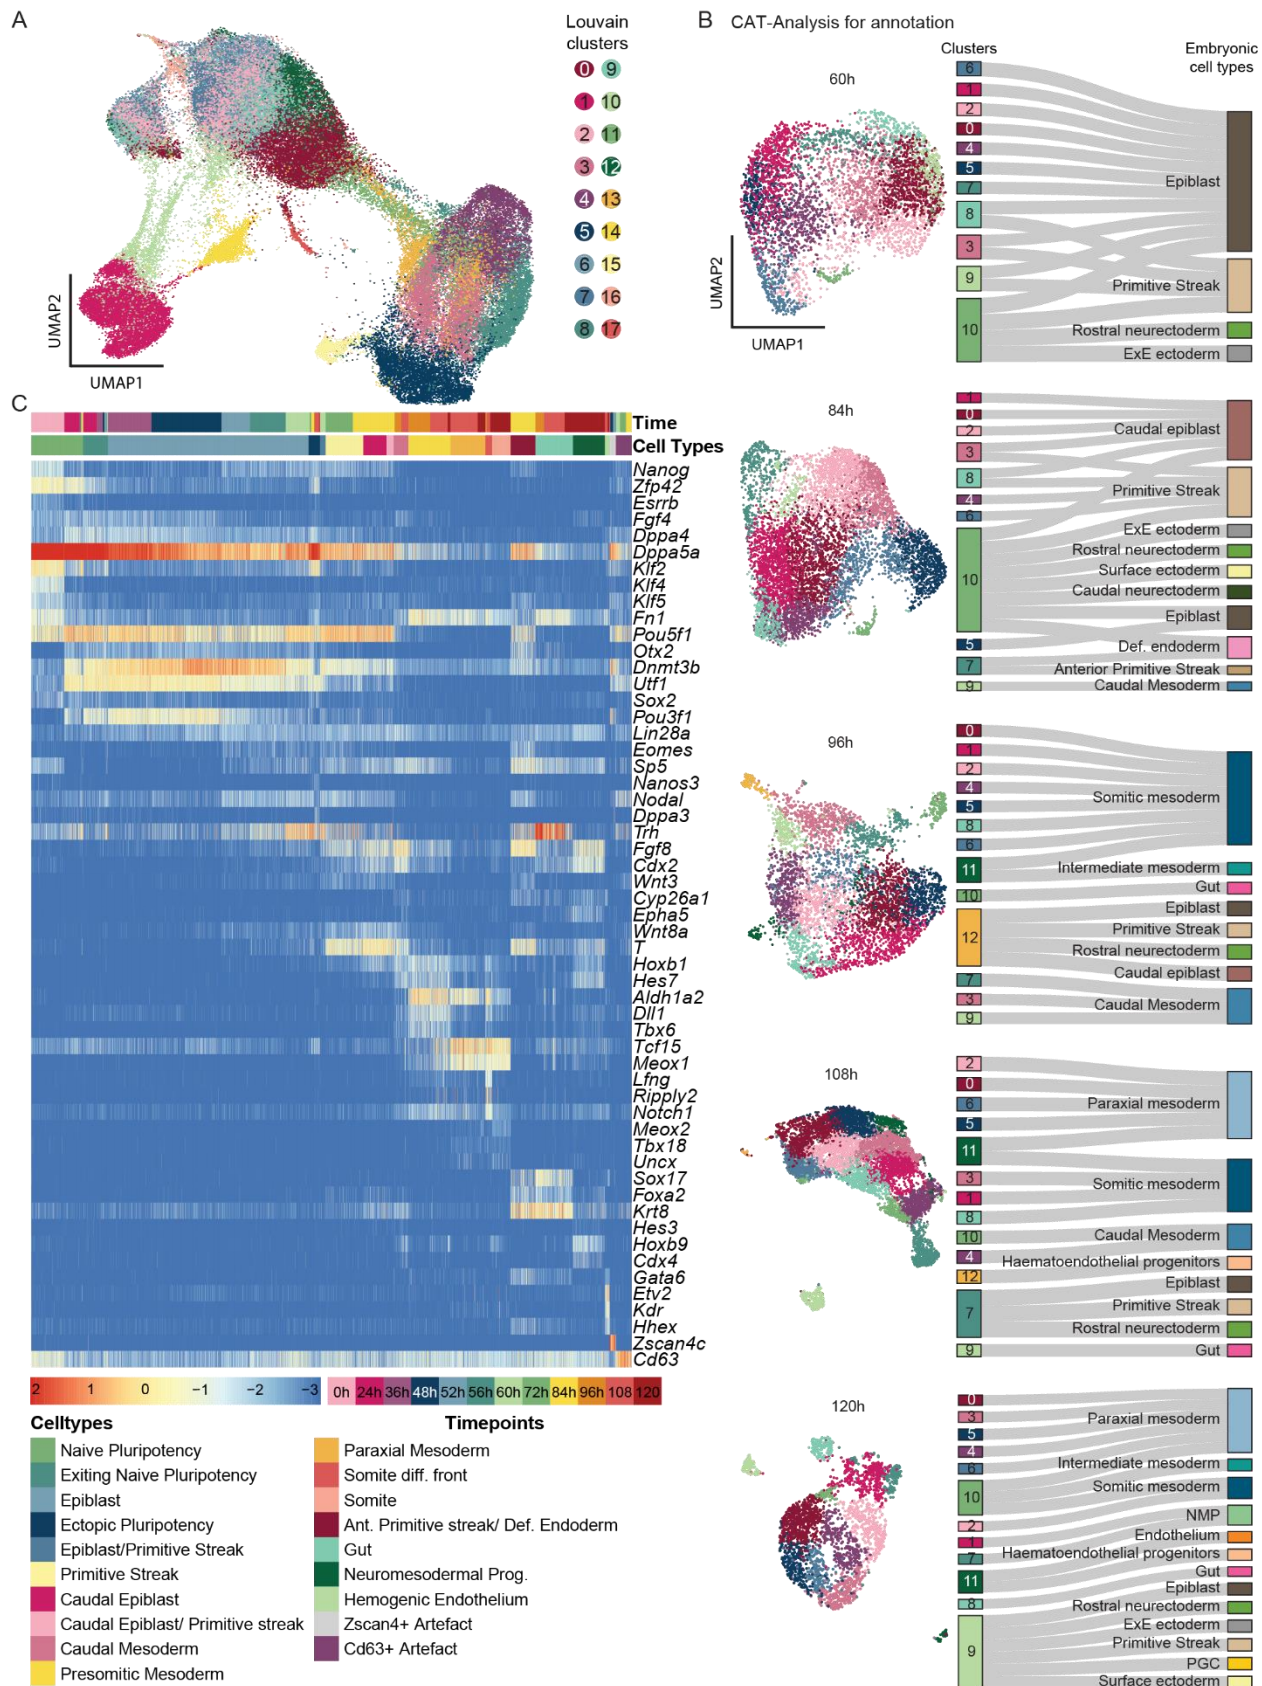 A
Louvain
clusters
0 9
1 10
2 11
3 12
4 13
5 14
6 15
7 16
8 17
UMAP2
UMAP1
B CAT-Analysis for annotation
Clusters
Embryonic
cell types
60h
6
1
2
0
4
5
7
8
3
9
10
Epiblast
Primitive Streak
Rostral neurectoderm
ExE ectoderm
UMAP2
UMAP1
84h
1
0
2
3
8
4
6
10
5
7
9
Caudal epiblast
Primitive Streak
ExE ectoderm
Rostral neurectoderm
Surface ectoderm
Caudal neurectoderm
Epiblast
Def. endoderm
Anterior Primitive Streak
Caudal Mesoderm
96h
0
1
2
4
5
8
6
11
10
12
7
3
9
Somitic mesoderm
Intermediate mesoderm
Gut
Epiblast
Primitive Streak
Rostral neurectoderm
Caudal epiblast
Caudal Mesoderm
108h
2
0
6
5
11
3
1
8
10
4
12
7
9
Paraxial mesoderm
Somitic mesoderm
Caudal Mesoderm
Haematoendothelial progenitors
Epiblast
Primitive Streak
Rostral neurectoderm
Gut
120h
0
3
5
4
6
10
2
1
7
11
8
9
Paraxial mesoderm
Intermediate mesoderm
Somitic mesoderm
NMP
Endothelium
Haematoendothelial progenitors
Gut
Epiblast
Rostral neurectoderm
ExE ectoderm
Primitive Streak
PGC
Surface ectoderm
C
Time
Cell Types
Nanog
Zfp42
Esrrb
Fgf4
Dppa4
Dppa5a
Klf2
Klf4
Klf5
Fn1
Pou5f1
Otx2
Dnmt3b
Utf1
Sox2
Pou3f1
Lin28a
Eomes
Sp5
Nanos3
Nodal
Dppa3
Trh
Fgf8
Cdx2
Wnt3
Cyp26a1
Epha5
Wnt8a
T
Hoxb1
Hes7
Aldh1a2
Dll1
Tbx6
Tcf15
Meox1
Lfng
Ripply2
Notch1
Meox2
Tbx18
Uncx
Sox17
Foxa2
Krt8
Hes3
Hoxb9
Cdx4
Gata6
Etv2
Kdr
Hhex
Zscan4c
Cd63
2 1 0 −1 −2 −3
0h 24h 36h 48h 52h 56h 60h 72h 84h 96h 108 120
Celltypes
Timepoints
Naive Pluripotency
Exiting Naive Pluripotency
Epiblast
Ectopic Pluripotency
Epiblast/Primitive Streak
Primitive Streak
Caudal Epiblast
Caudal Epiblast/ Primitive streak
Caudal Mesoderm
Presomitic Mesoderm
Paraxial Mesoderm
Somite diff. front
Somite
Ant. Primitive streak/ Def. Endoderm
Gut
Neuromesodermal Prog.
Hemogenic Endothelium
Zscan4+ Artefact
Cd63+ Artefact